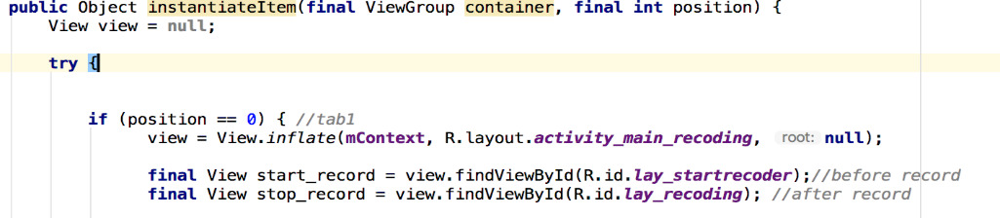 public Object instantiateItem(final ViewGroup container, final int position) {
View view = null;
try {
if (position == 0) { //tab1
view = View.inflate(mContext, R.layout.activity_main_recoding, root: null);
final View start_record = view.findViewById(R.id.lay_startrecoder);//before record
final View stop_record = view.findViewById(R.id.lay_recoding); //after record